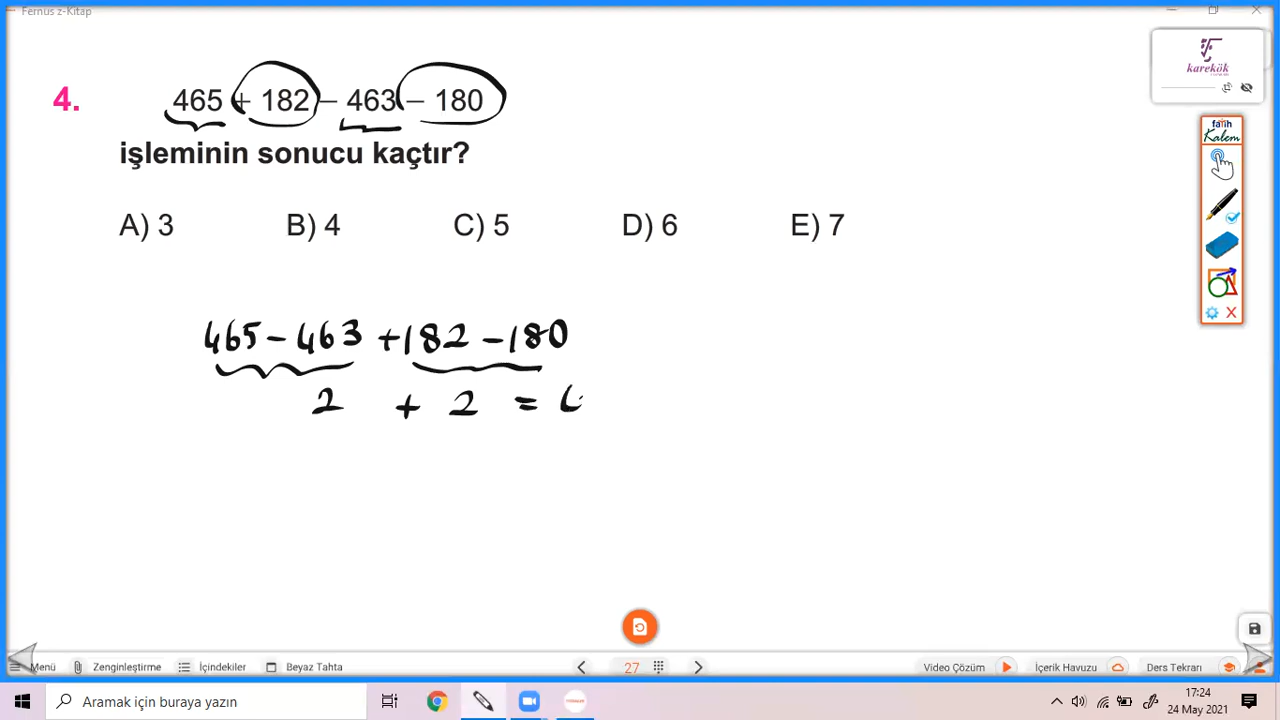 Fernüs z-Kitap
karekök
4. 465 + 182 – 463 – 180
işleminin sonucu kaçtır?
A) 3 B) 4 C) 5 D) 6 E) 7
465 - 463 + 182 - 180
2 + 2 =
fatih
Kalem
Menü Zenginleştirme İçindekiler Beyaz Tahta 27 Video Çözüm İçerik Havuzu Ders Tekrarı
Aramak için buraya yazın
17:24
24 May 2021